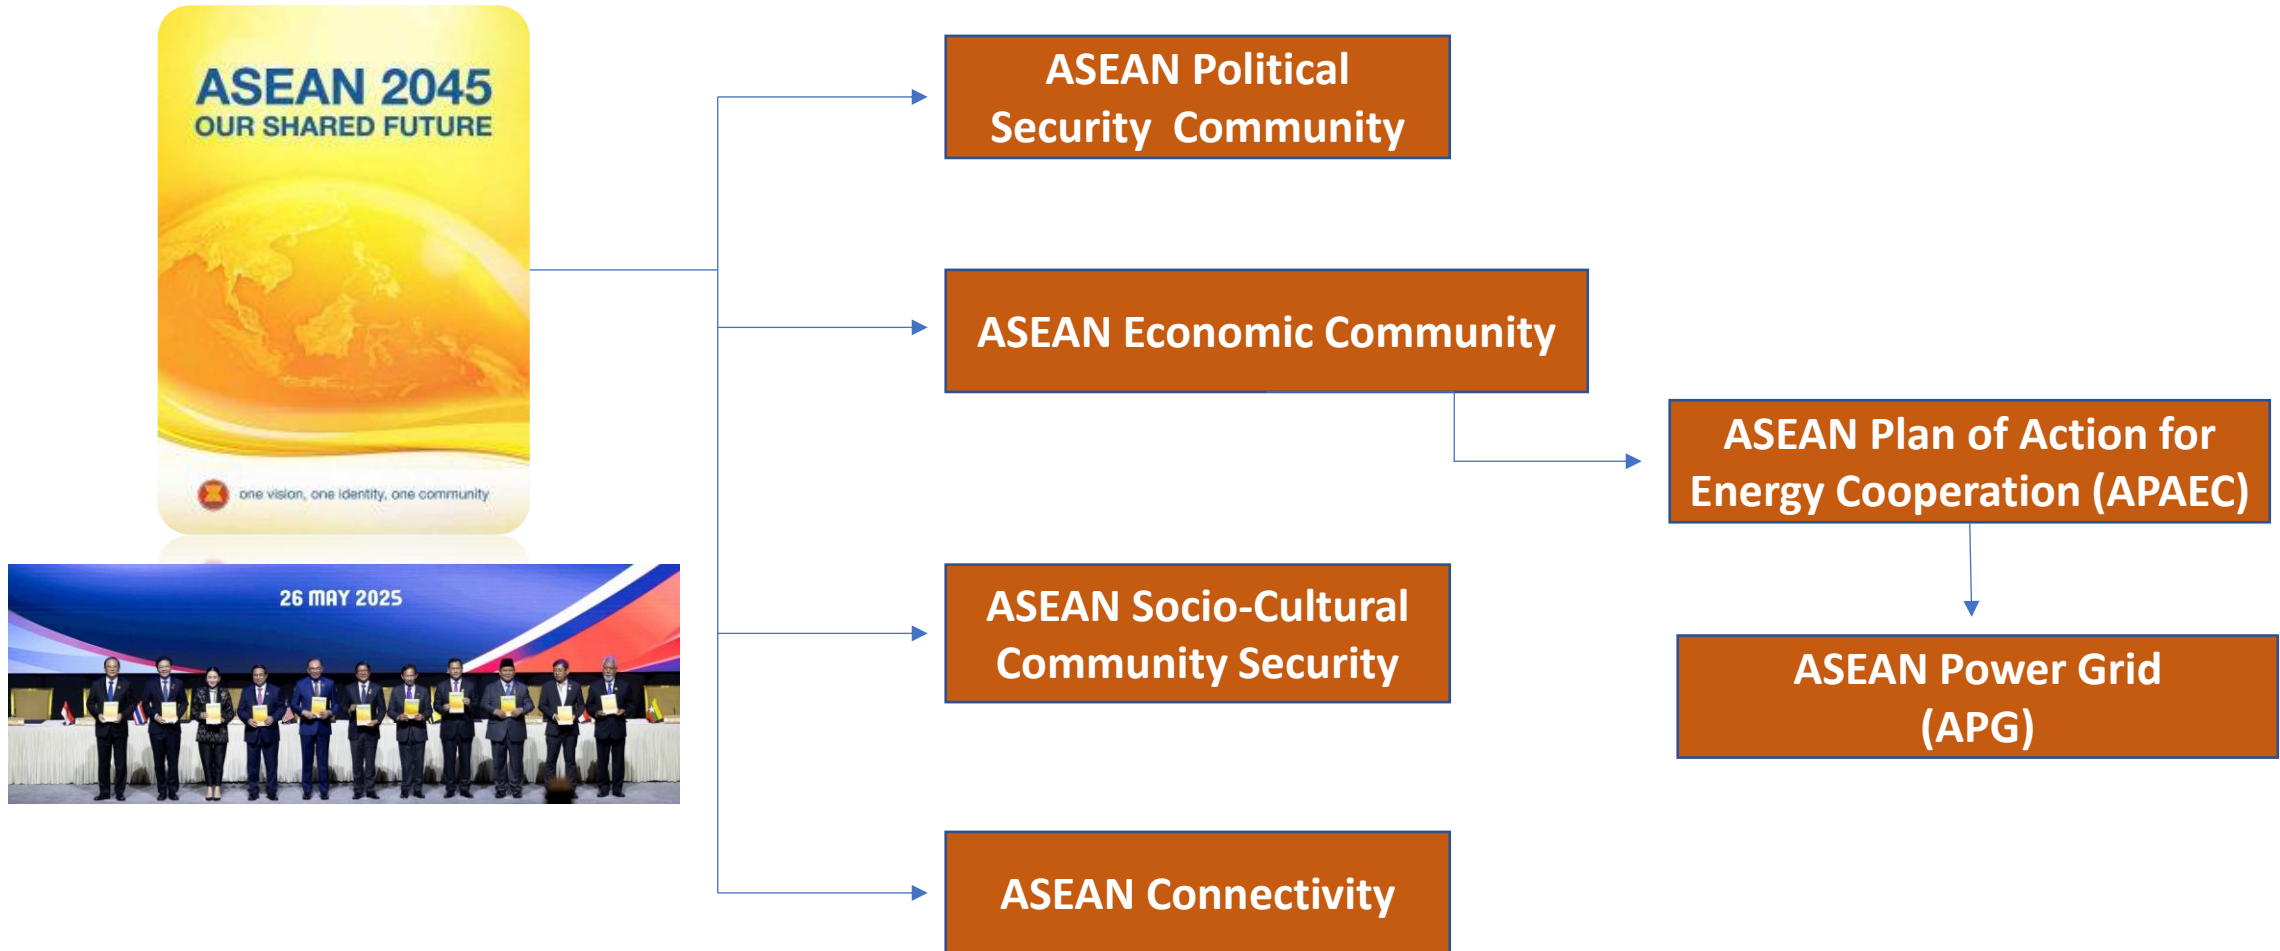 ASEAN 2045
OUR SHARED FUTURE
one vision, one identity, one community
26 MAY 2025
ASEAN Political
Security Community
ASEAN Economic Community
ASEAN Plan of Action for
Energy Cooperation (APAEC)
ASEAN Socio-Cultural
Community Security
ASEAN Power Grid
(APG)
ASEAN Connectivity